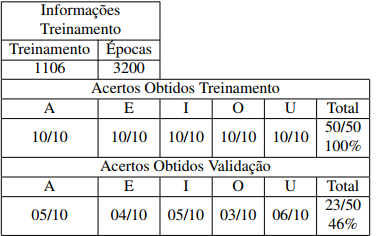 Informações
Treinamento
Treinamento Épocas
1106 3200
Acertos Obtidos Treinamento
A E I O U Total
10/10 10/10 10/10 10/10 10/10 50/50
100%
Acertos Obtidos Validação
A E I O U Total
05/10 04/10 05/10 03/10 06/10 23/50
46%